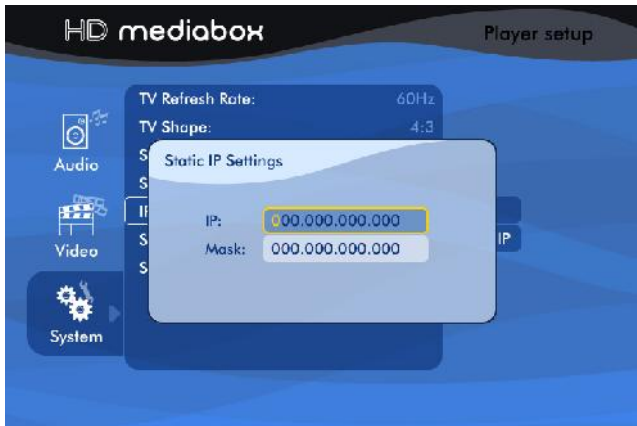 HD mediabox
Player setup
TV Refresh Rate: 60Hz
TV Shape: 4:3
Audio
Static IP Settings
IP: 000.000.000.000
Mask: 000.000.000.000
IP
Video
System